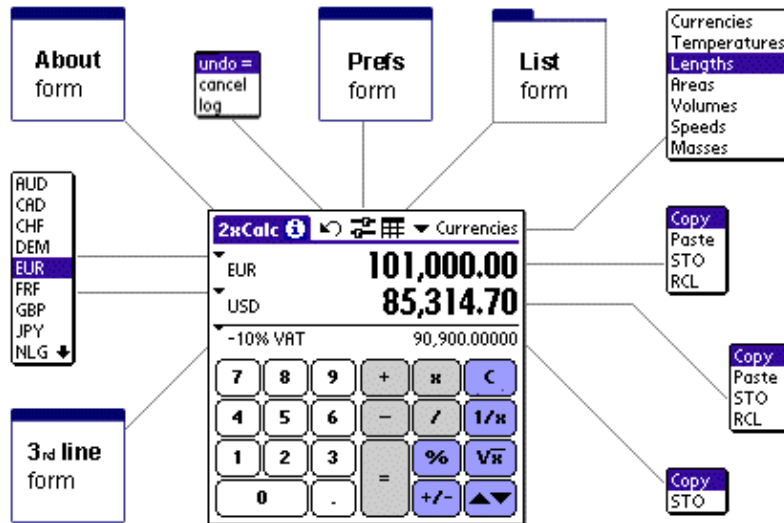 About
form
undo =
cancel
log
Prefs
form
List
form
Currencies
Temperatures
Lengths
Areas
Volumes
Speeds
Masses
AUD
CAD
CHF
DEM
EUR
FRF
GBP
JPY
NLG
2xCalc i Currencies
EUR 101,000.00
USD 85,314.70
-10% VAT 90,900.00000
7 8 9 + x C
4 5 6 − / 1/x
1 2 3 = % √x
0 . +/-
Copy
Paste
STO
RCL
Copy
Paste
STO
RCL
3rd line
form
Copy
STO